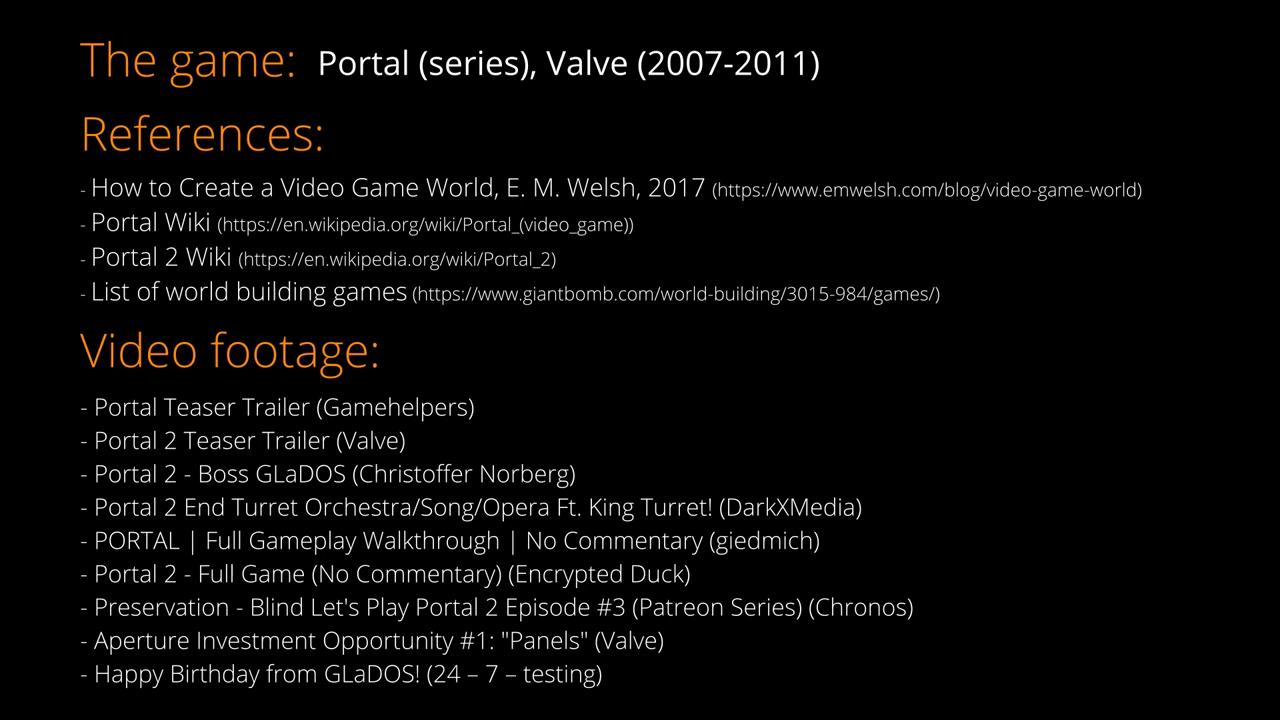 The game: Portal (series), Valve (2007-2011)
References:
- How to Create a Video Game World, E. M. Welsh, 2017 (https://www.emwelsh.com/blog/video-game-world)
- Portal Wiki (https://en.wikipedia.org/wiki/Portal_(video_game))
- Portal 2 Wiki (https://en.wikipedia.org/wiki/Portal_2)
- List of world building games (https://www.giantbomb.com/world-building/3015-984/games/)
Video footage:
- Portal Teaser Trailer (Gamehelpers)
- Portal 2 Teaser Trailer (Valve)
- Portal 2 - Boss GLaDOS (Christoffer Norberg)
- Portal 2 End Turret Orchestra/Song/Opera Ft. King Turret! (DarkXMedia)
- PORTAL | Full Gameplay Walkthrough | No Commentary (giedmich)
- Portal 2 - Full Game (No Commentary) (Encrypted Duck)
- Preservation - Blind Let's Play Portal 2 Episode #3 (Patreon Series) (Chronos)
- Aperture Investment Opportunity #1: "Panels" (Valve)
- Happy Birthday from GLaDOS! (24 – 7 – testing)